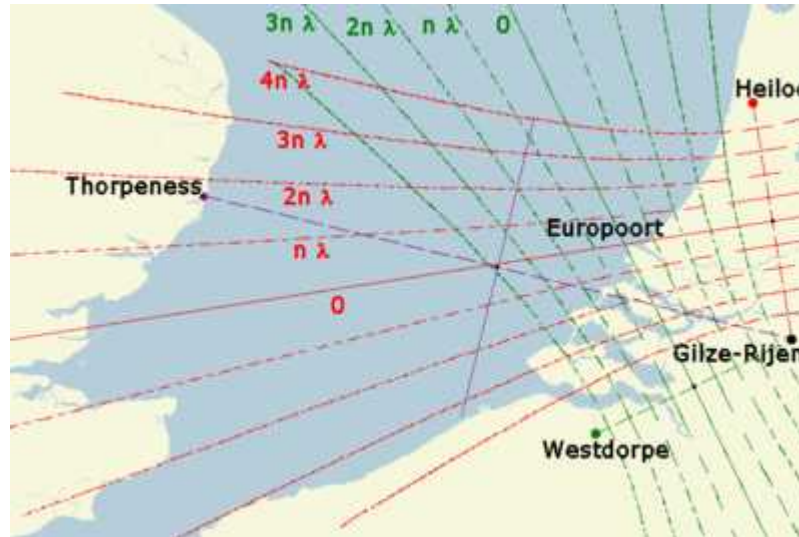 3n λ 2n λ n λ 0
4n λ
Heiloo
3n λ
Thorpeness
2n λ
Europoort
n λ
0
Gilze-Rijen
Westdorpe